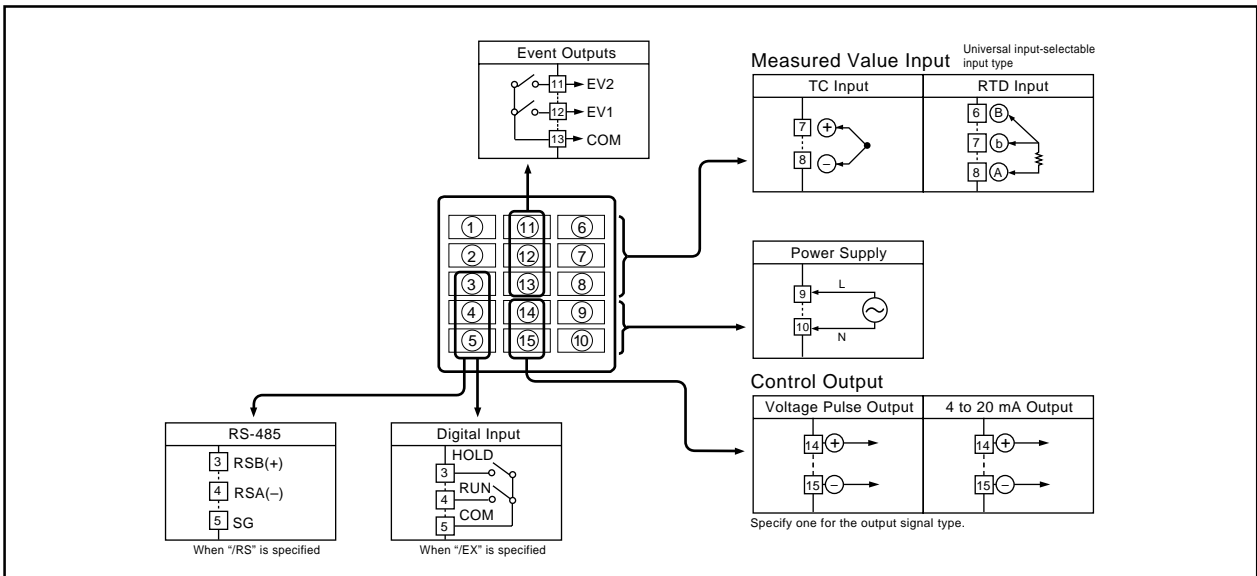 Event Outputs
11 EV2
12 EV1
13 COM
Measured Value Input
Universal input-selectable
input type
TC Input
7 +
8 –
RTD Input
6 B
7 b
8 A
1 11 6
2 12 7
3 13 8
4 14 9
5 15 10
Power Supply
9 L
10 N
Control Output
Voltage Pulse Output
14 +
15 –
4 to 20 mA Output
14 +
15 –
Specify one for the output signal type.
RS-485
3 RSB(+)
4 RSA(–)
5 SG
When "/RS" is specified
Digital Input
HOLD
3
RUN
4
COM
5
When "/EX" is specified